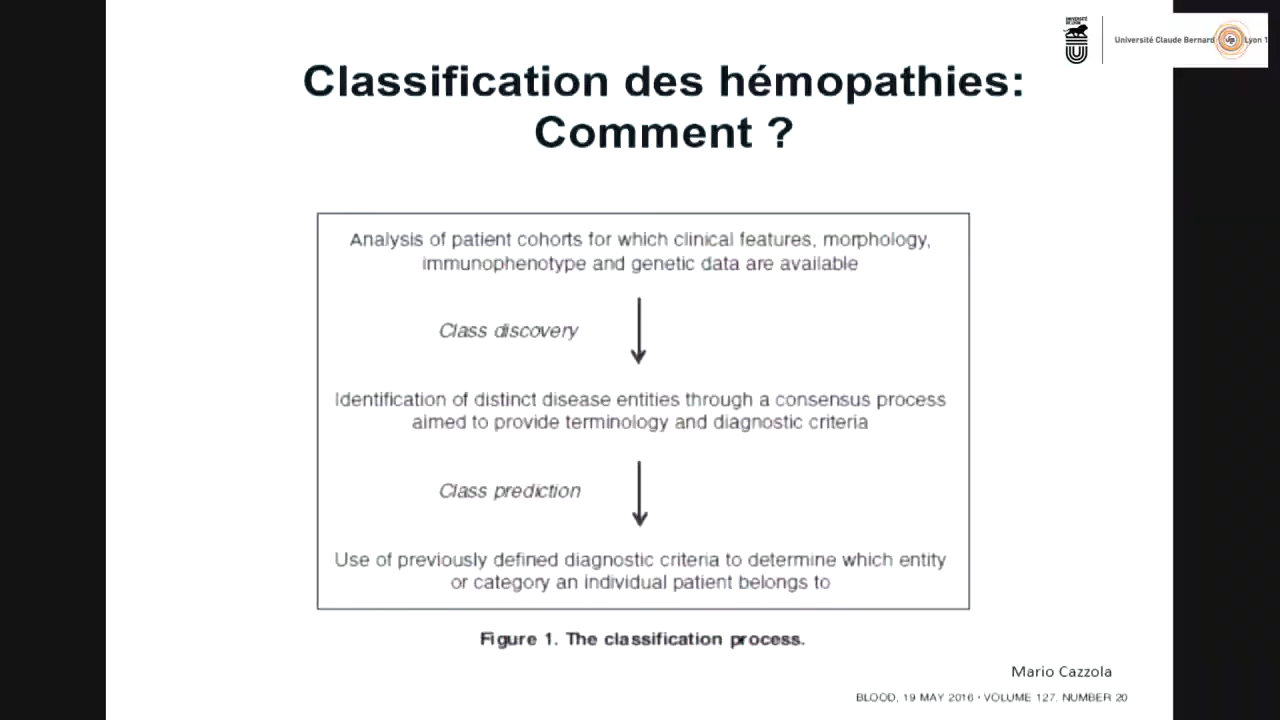 UNIVERSITÉ
DE LYON
Université Claude Bernard Lyon 1
Classification des hémopathies:
Comment ?
Analysis of patient cohorts for which clinical features, morphology,
immunophenotype and genetic data are available
Class discovery
Identification of distinct disease entities through a consensus process
aimed to provide terminology and diagnostic criteria
Class prediction
Use of previously defined diagnostic criteria to determine which entity
or category an individual patient belongs to
Figure 1. The classification process.
Mario Cazzola
BLOOD, 19 MAY 2016 • VOLUME 127, NUMBER 20